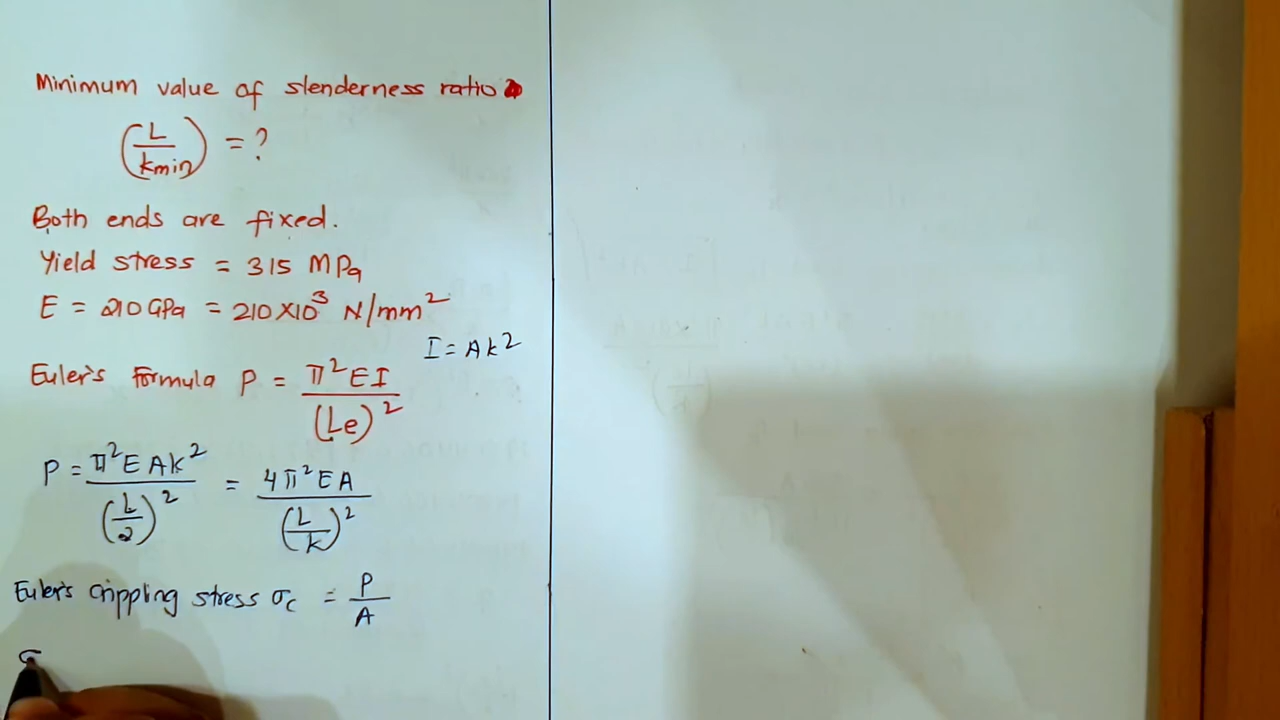 Minimum value of slenderness ratio
(L/kmin) = ?
Both ends are fixed.
Yield stress = 315 MPa
E = 210 GPa = 210×10³ N/mm²
I = Ak²
Euler's formula P = π²EI/(Le)²
P = π²EAk²/(L/2)² = 4π²EA/(L/k)²
Euler's crippling stress σc = P/A
σ